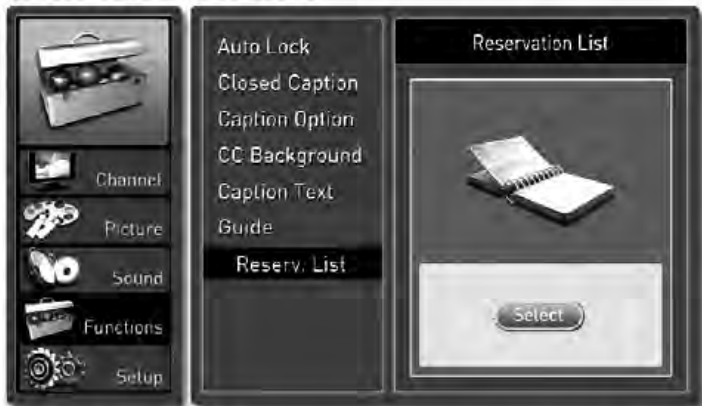 Channel
Picture
Sound
Functions
Setup
Auto Lock
Closed Caption
Caption Option
CC Background
Caption Text
Guide
Reserv. List
Reservation List
Select